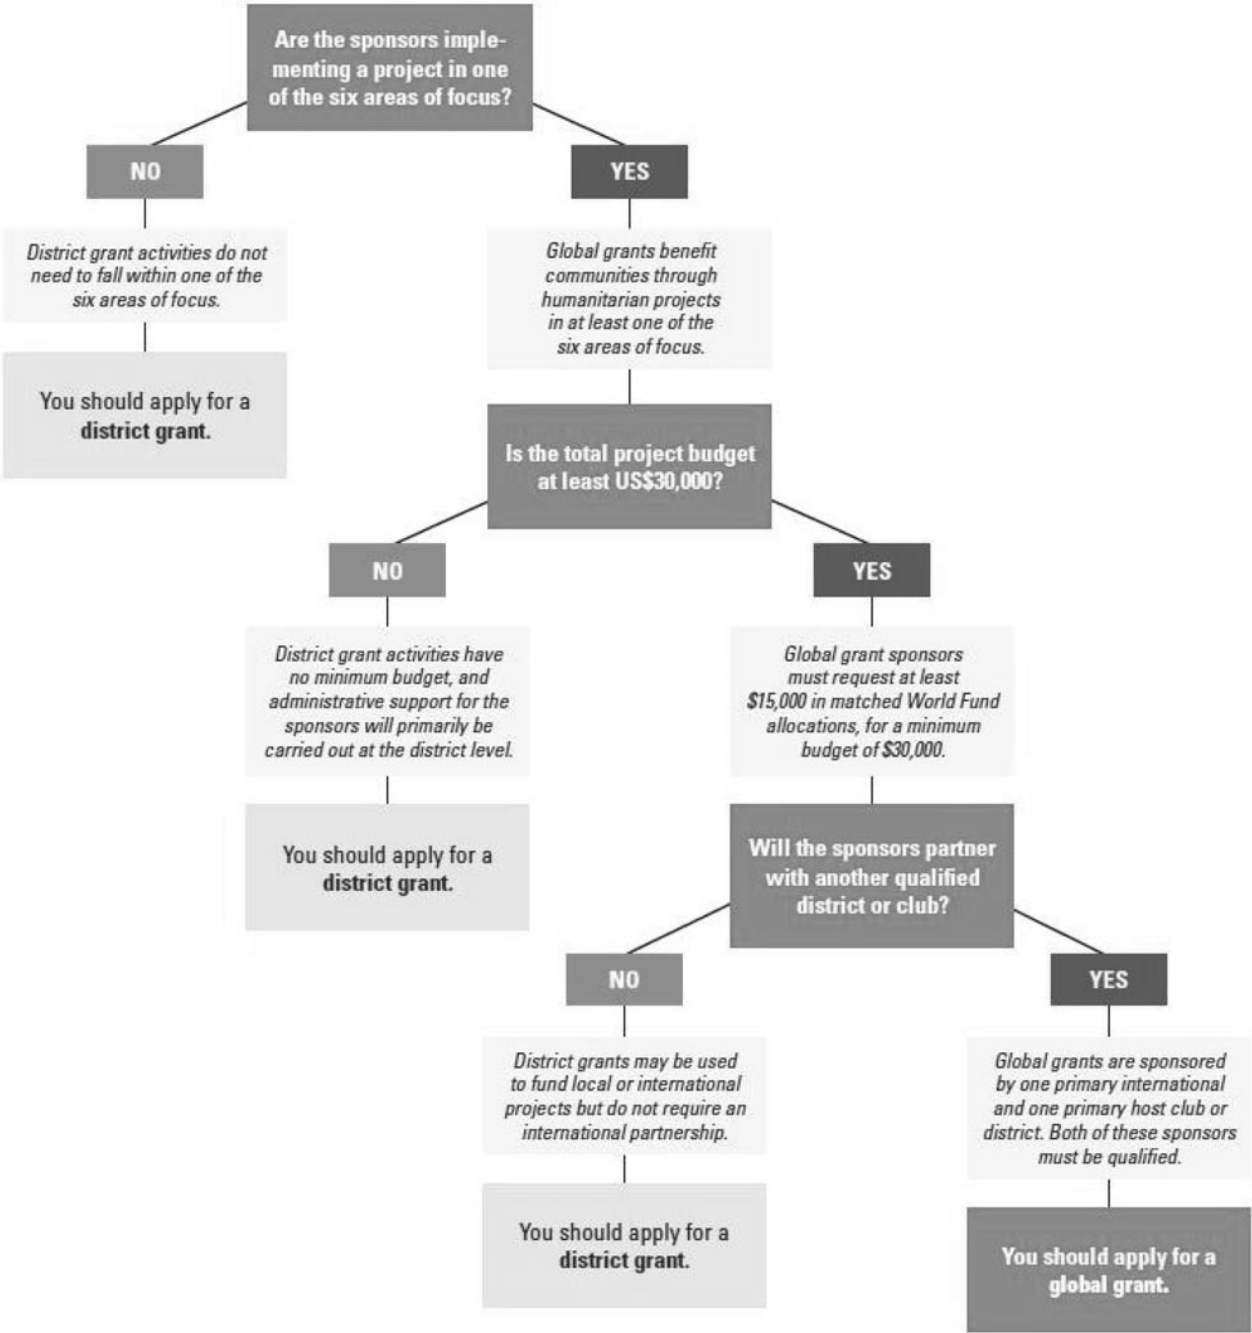 Are the sponsors imple-
menting a project in one
of the six areas of focus?
NO
YES
District grant activities do not
need to fall within one of the
six areas of focus.
Global grants benefit
communities through
humanitarian projects
in at least one of the
six areas of focus.
You should apply for a
district grant.
Is the total project budget
at least US$30,000?
NO
YES
District grant activities have
no minimum budget, and
administrative support for the
sponsors will primarily be
carried out at the district level.
Global grant sponsors
must request at least
$15,000 in matched World Fund
allocations, for a minimum
budget of $30,000.
You should apply for a
district grant.
Will the sponsors partner
with another qualified
district or club?
NO
YES
District grants may be used
to fund local or international
projects but do not require an
international partnership.
Global grants are sponsored
by one primary international
and one primary host club or
district. Both of these sponsors
must be qualified.
You should apply for a
district grant.
You should apply for a
global grant.